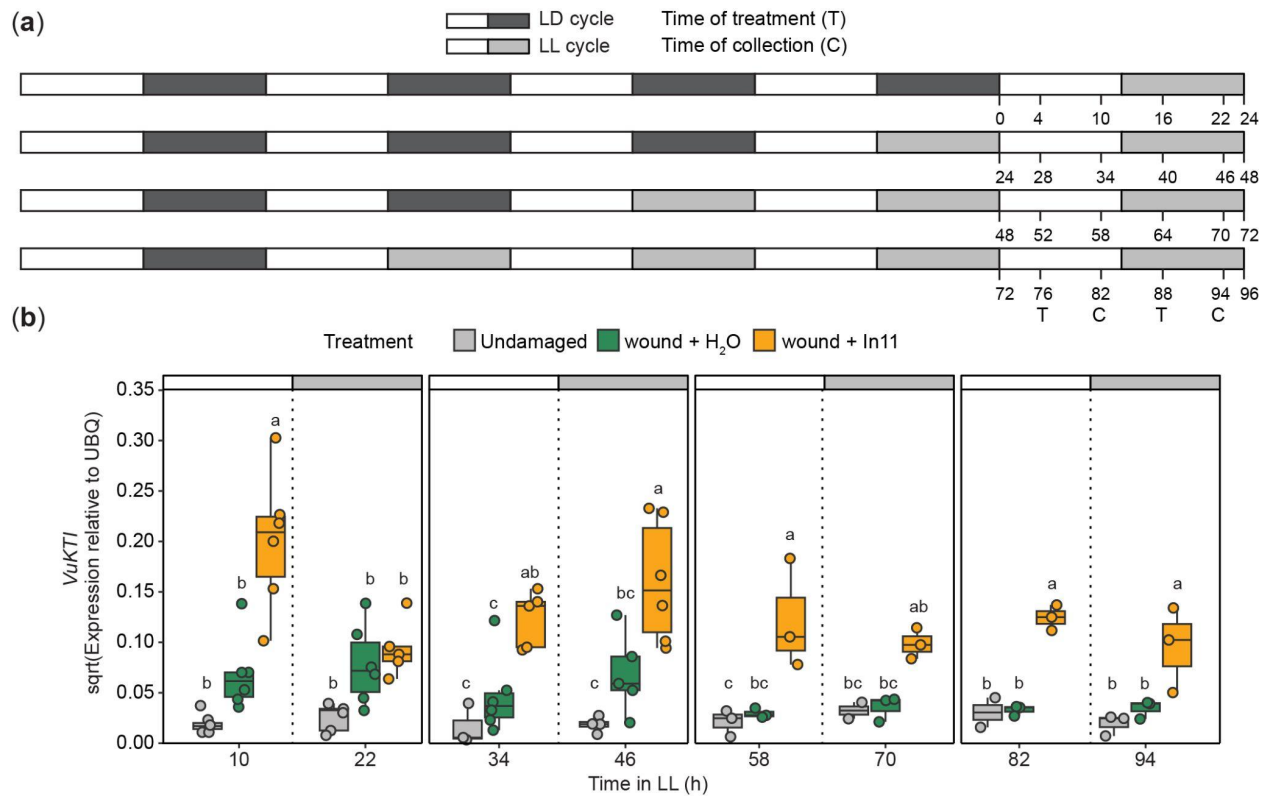 (a)
LD cycle Time of treatment (T)
LL cycle Time of collection (C)
0 4 10 16 22 24
24 28 34 40 46 48
48 52 58 64 70 72
72 76 82 88 94 96
T C T C
(b)
Treatment Undamaged wound + H₂O wound + In11
VuKTI
sqrt(Expression relative to UBQ)
0.35
0.30
0.25
0.20
0.15
0.10
0.05
0.00
b b a b b b
c c ab c bc a
c bc a bc bc ab
b b a b b a
10 22 34 46 58 70 82 94
Time in LL (h)